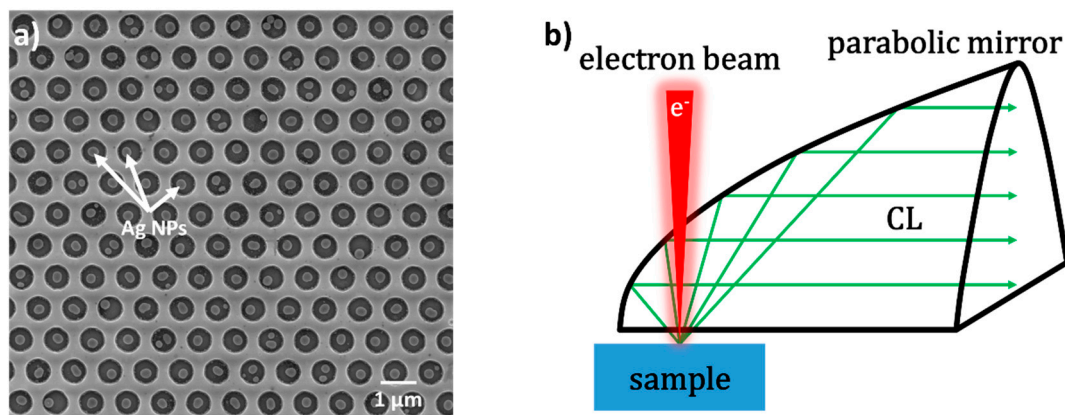 a)
Ag NPs
1 μm
b)
electron beam
parabolic mirror
e⁻
CL
sample